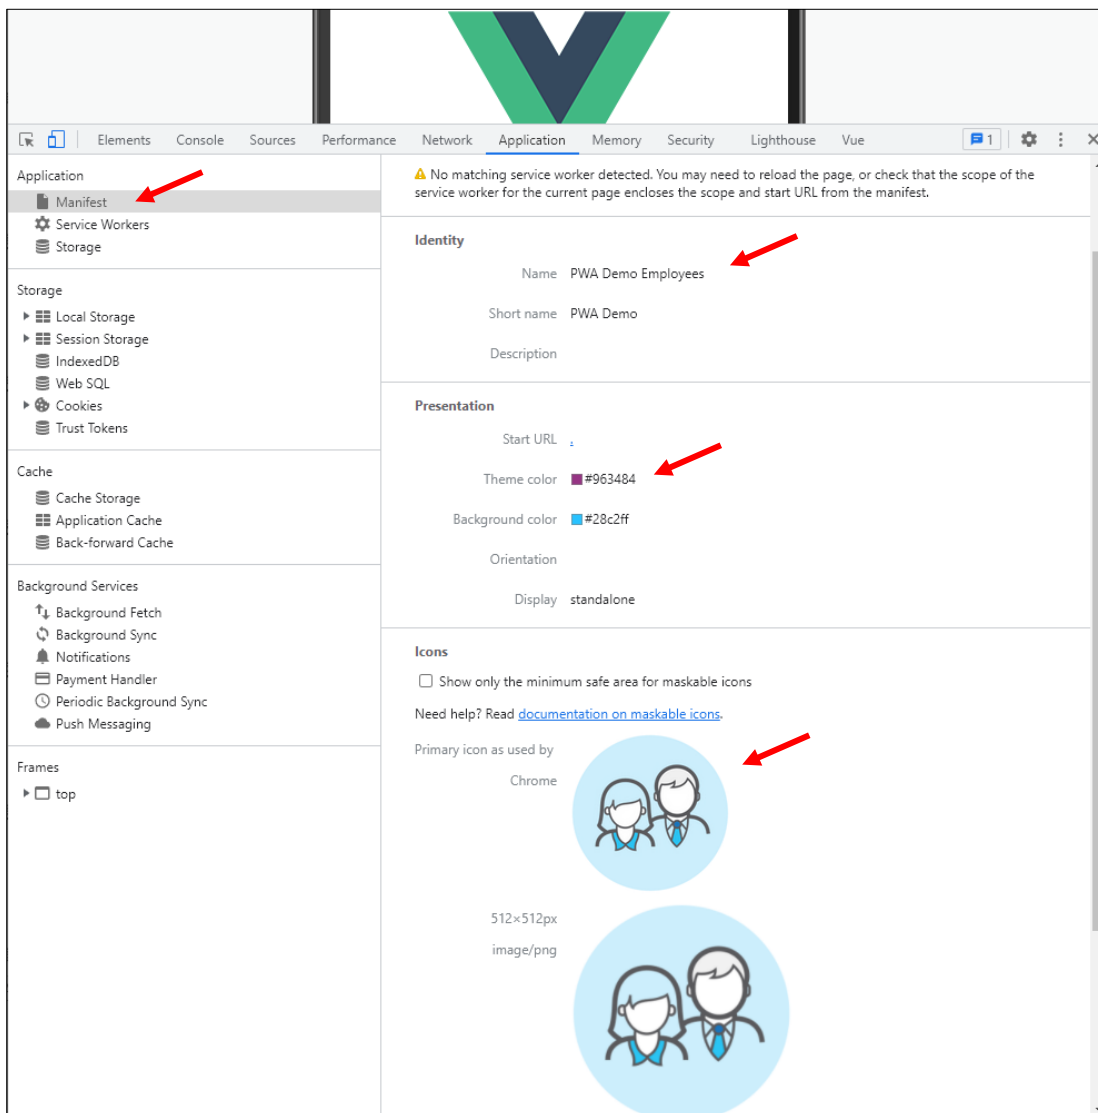 Elements Console Sources Performance Network Application Memory Security Lighthouse Vue 1
Application
Manifest
Service Workers
Storage
Storage
Local Storage
Session Storage
IndexedDB
Web SQL
Cookies
Trust Tokens
Cache
Cache Storage
Application Cache
Back-forward Cache
Background Services
Background Fetch
Background Sync
Notifications
Payment Handler
Periodic Background Sync
Push Messaging
Frames
top
No matching service worker detected. You may need to reload the page, or check that the scope of the
service worker for the current page encloses the scope and start URL from the manifest.
Identity
Name PWA Demo Employees
Short name PWA Demo
Description
Presentation
Start URL .
Theme color #963484
Background color #28c2ff
Orientation
Display standalone
Icons
Show only the minimum safe area for maskable icons
Need help? Read documentation on maskable icons.
Primary icon as used by
Chrome
512×512px
image/png